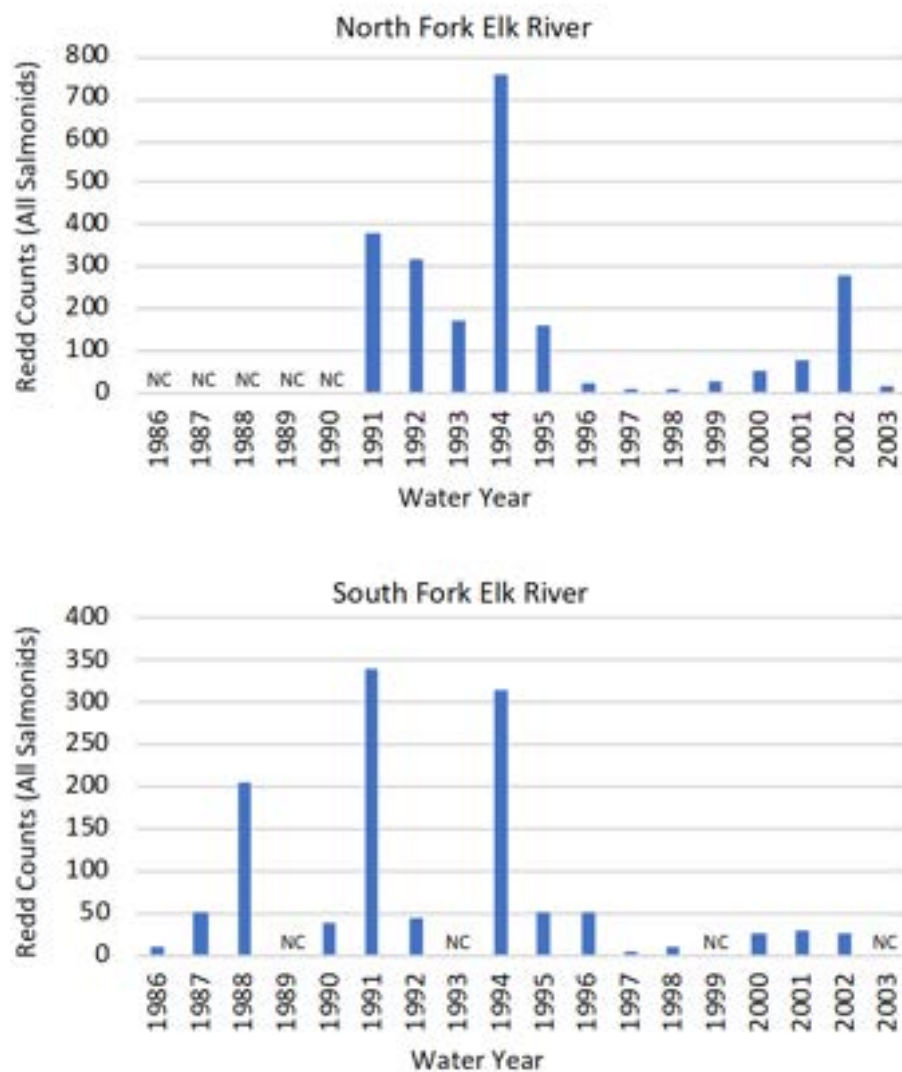 North Fork Elk River
Redd Counts (All Salmonids)
800
700
600
500
400
300
200
100
0
NC NC NC NC NC
1986 1987 1988 1989 1990 1991 1992 1993 1994 1995 1996 1997 1998 1999 2000 2001 2002 2003
Water Year
South Fork Elk River
Redd Counts (All Salmonids)
400
350
300
250
200
150
100
50
0
NC NC NC NC
1986 1987 1988 1989 1990 1991 1992 1993 1994 1995 1996 1997 1998 1999 2000 2001 2002 2003
Water Year